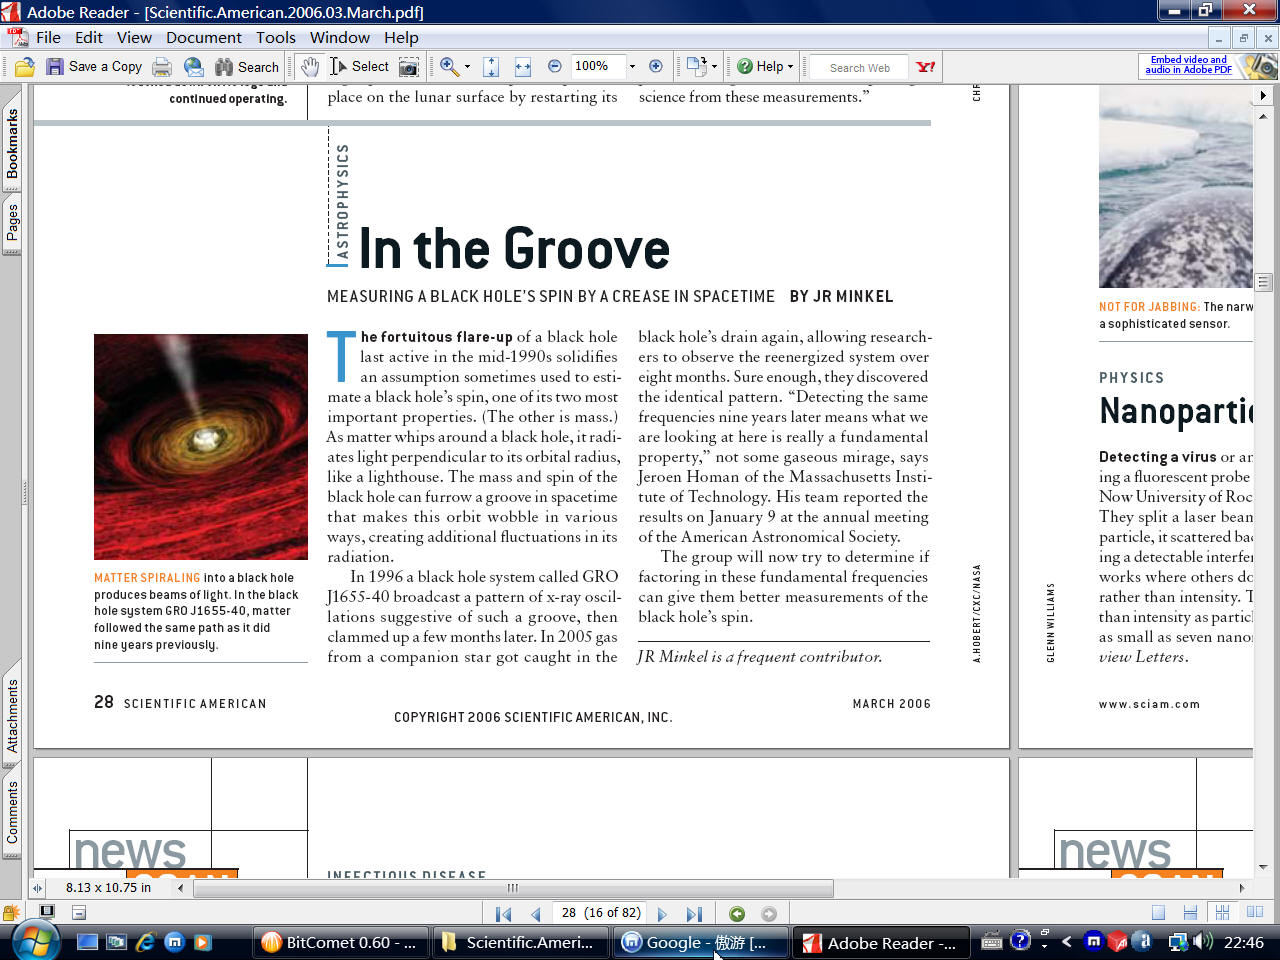 Adobe Reader - [Scientific.American.2006.03.March.pdf]
File Edit View Document Tools Window Help
Save a Copy Search Select 100% Help Search Web Y!
Embed video and
audio in Adobe PDF
Bookmarks
Pages
Attachments
Comments
continued operating.
place on the lunar surface by restarting its
science from these measurements.”
CHR
ASTROPHYSICS
In the Groove
MEASURING A BLACK HOLE’S SPIN BY A CREASE IN SPACETIME BY JR MINKEL
The fortuitous flare-up of a black hole
last active in the mid-1990s solidifies
an assumption sometimes used to esti-
mate a black hole’s spin, one of its two most
important properties. (The other is mass.)
As matter whips around a black hole, it radi-
ates light perpendicular to its orbital radius,
like a lighthouse. The mass and spin of the
black hole can furrow a groove in spacetime
that makes this orbit wobble in various
ways, creating additional fluctuations in its
radiation.
In 1996 a black hole system called GRO
J1655-40 broadcast a pattern of x-ray oscil-
lations suggestive of such a groove, then
clammed up a few months later. In 2005 gas
from a companion star got caught in the
black hole’s drain again, allowing research-
ers to observe the reenergized system over
eight months. Sure enough, they discovered
the identical pattern. “Detecting the same
frequencies nine years later means what we
are looking at here is really a fundamental
property,” not some gaseous mirage, says
Jeroen Homan of the Massachusetts Insti-
tute of Technology. His team reported the
results on January 9 at the annual meeting
of the American Astronomical Society.
The group will now try to determine if
factoring in these fundamental frequencies
can give them better measurements of the
black hole’s spin.
JR Minkel is a frequent contributor.
MATTER SPIRALING into a black hole
produces beams of light. In the black
hole system GRO J1655-40, matter
followed the same path as it did
nine years previously.
A.HOBERT/CXC/NASA
28 SCIENTIFIC AMERICAN
MARCH 2006
COPYRIGHT 2006 SCIENTIFIC AMERICAN, INC.
NOT FOR JABBING: The narw
a sophisticated sensor.
PHYSICS
Nanopartic
Detecting a virus or an
ing a fluorescent probe
Now University of Roc
They split a laser beam
particle, it scattered bac
ing a detectable interfer
works where others do
rather than intensity. T
than intensity as particl
as small as seven nanor
view Letters.
GLENN WILLIAMS
www.sciam.com
news
SCAN
INFECTIOUS DISEASE
news
SCAN
8.13 x 10.75 in
28 (16 of 82)
BitComet 0.60 - ...
Scientific.Ameri...
Google - 傲游 [...
Adobe Reader -...
22:46